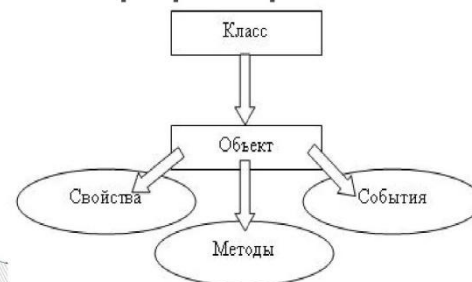 Класс
Объект
Свойства
События
Методы